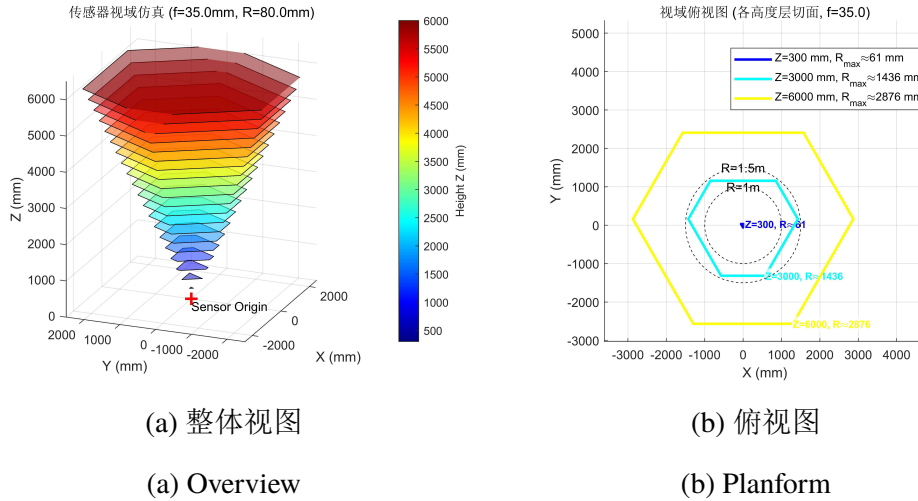 传感器视域仿真 (f=35.0mm, R=80.0mm)
6000
5500
5000
4500
4000
3500
3000
2500
2000
1500
1000
500
Height Z (mm)
6000
5000
4000
3000
2000
1000
0
Z (mm)
Sensor Origin
2000
1000
0
-1000
-2000
Y (mm)
2000
0
-2000
X (mm)
视域俯视图 (各高度层切面, f=35.0)
Z=300 mm, Rmax≈61 mm
Z=3000 mm, Rmax≈1436 mm
Z=6000 mm, Rmax≈2876 mm
5000
4000
3000
2000
1000
0
-1000
-2000
-3000
Y (mm)
R=1.5m
R=1m
Z=300, R≈61
Z=3000, R≈1436
Z=6000, R≈2876
-3000 -2000 -1000 0 1000 2000 3000 4000
X (mm)
(a) 整体视图
(b) 俯视图
(a) Overview
(b) Planform